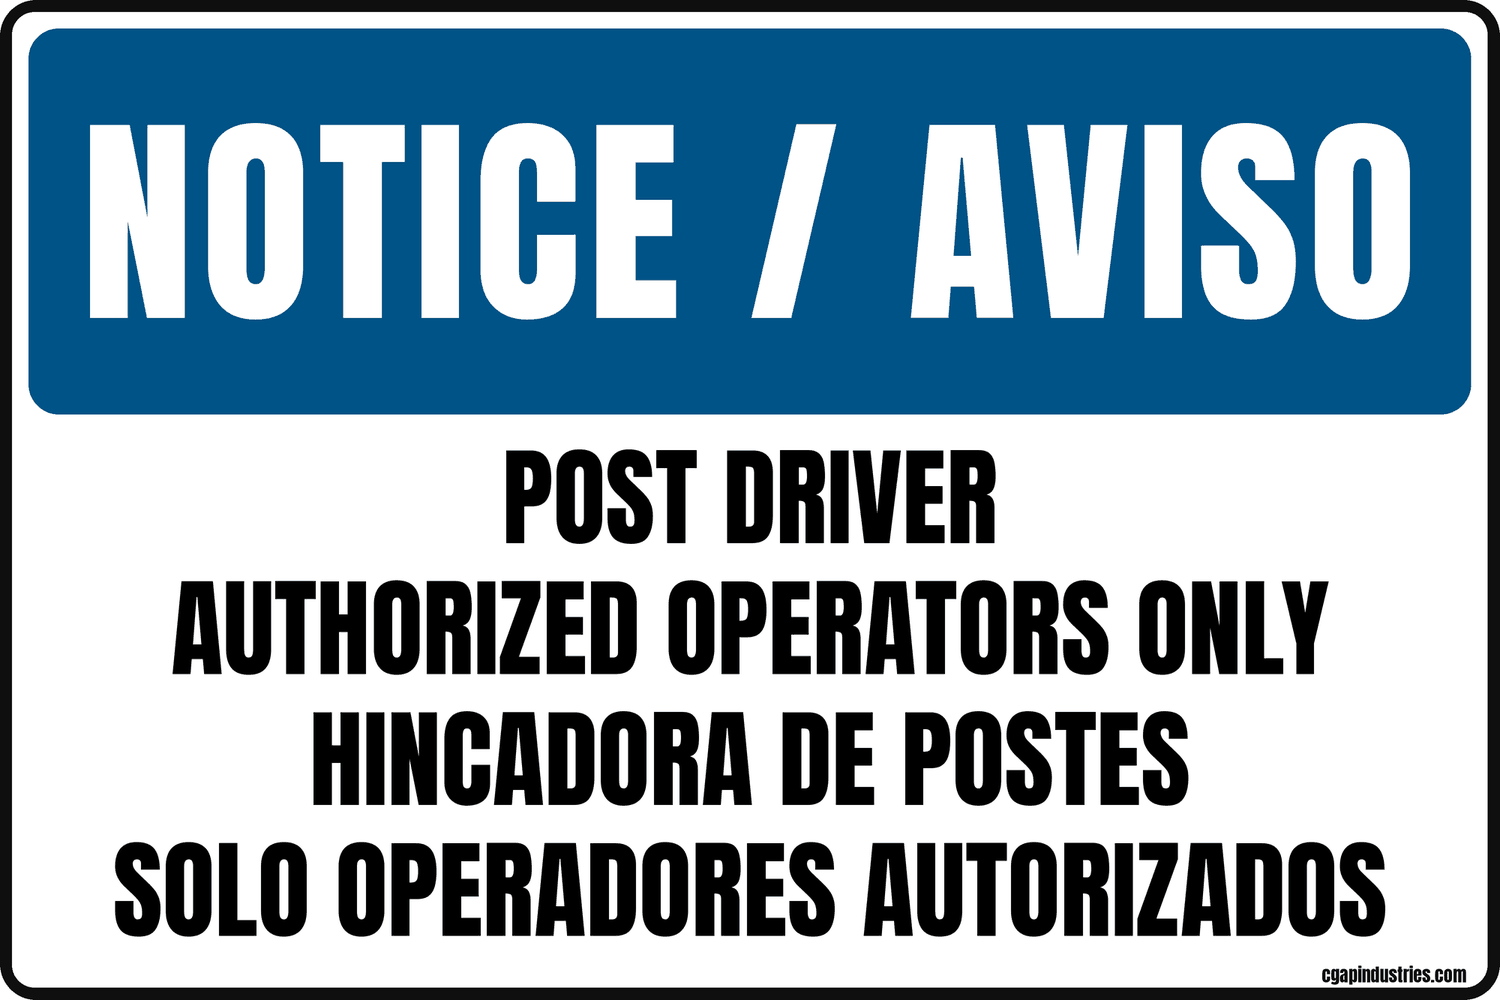 NOTICE / AVISO
POST DRIVER
AUTHORIZED OPERATORS ONLY
HINCADORA DE POSTES
SOLO OPERADORES AUTORIZADOS
cgapindustries.com